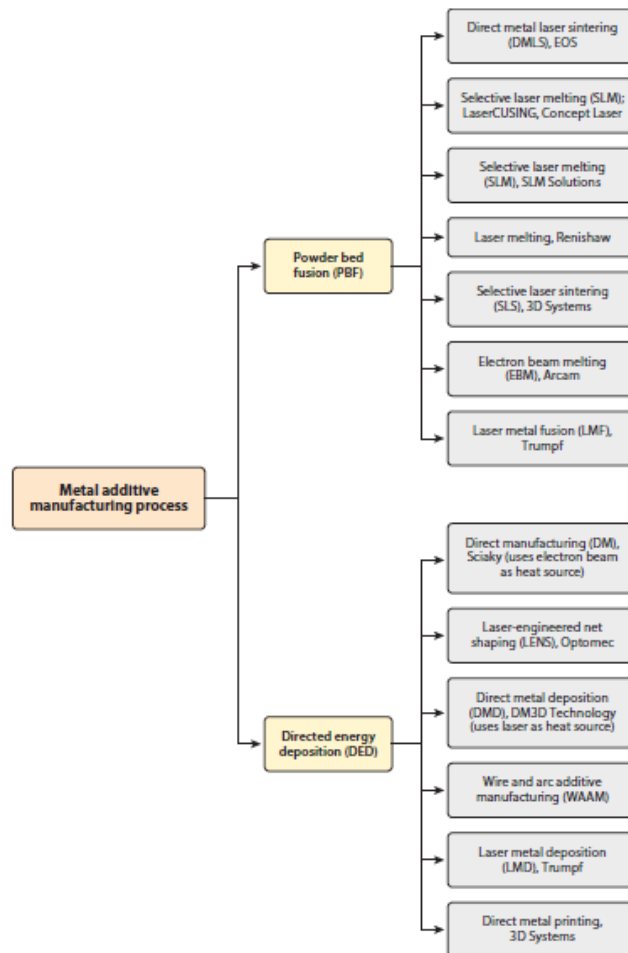 Direct metal laser sintering
(DMLS), EOS
Selective laser melting (SLM);
LaserCUSING, Concept Laser
Selective laser melting
(SLM), SLM Solutions
Powder bed
fusion (PBF)
Laser melting, Renishaw
Selective laser sintering
(SLS), 3D Systems
Electron beam melting
(EBM), Arcam
Laser metal fusion (LMF),
Trumpf
Metal additive
manufacturing process
Direct manufacturing (DM),
Sciaky (uses electron beam
as heat source)
Laser-engineered net
shaping (LENS), Optomec
Directed energy
deposition (DED)
Direct metal deposition
(DMD), DM3D Technology
(uses laser as heat source)
Wire and arc additive
manufacturing (WAAM)
Laser metal deposition
(LMD), Trumpf
Direct metal printing,
3D Systems